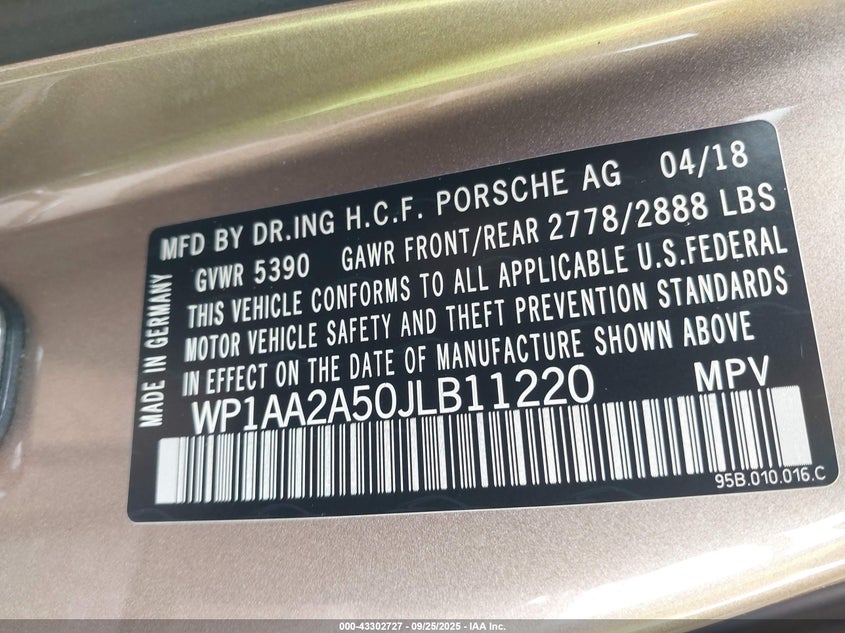 MFD BY DR.ING H.C.F. PORSCHE AG 04/18
GVWR 5390 GAWR FRONT/REAR 2778/2888 LBS
THIS VEHICLE CONFORMS TO ALL APPLICABLE U.S.FEDERAL
MOTOR VEHICLE SAFETY AND THEFT PREVENTION STANDARDS
IN EFFECT ON THE DATE OF MANUFACTURE SHOWN ABOVE
WP1AA2A50JLB11220 MPV
95B.010.016.C
MADE IN GERMANY
000-43302727 - 09/25/2025 - IAA Inc.